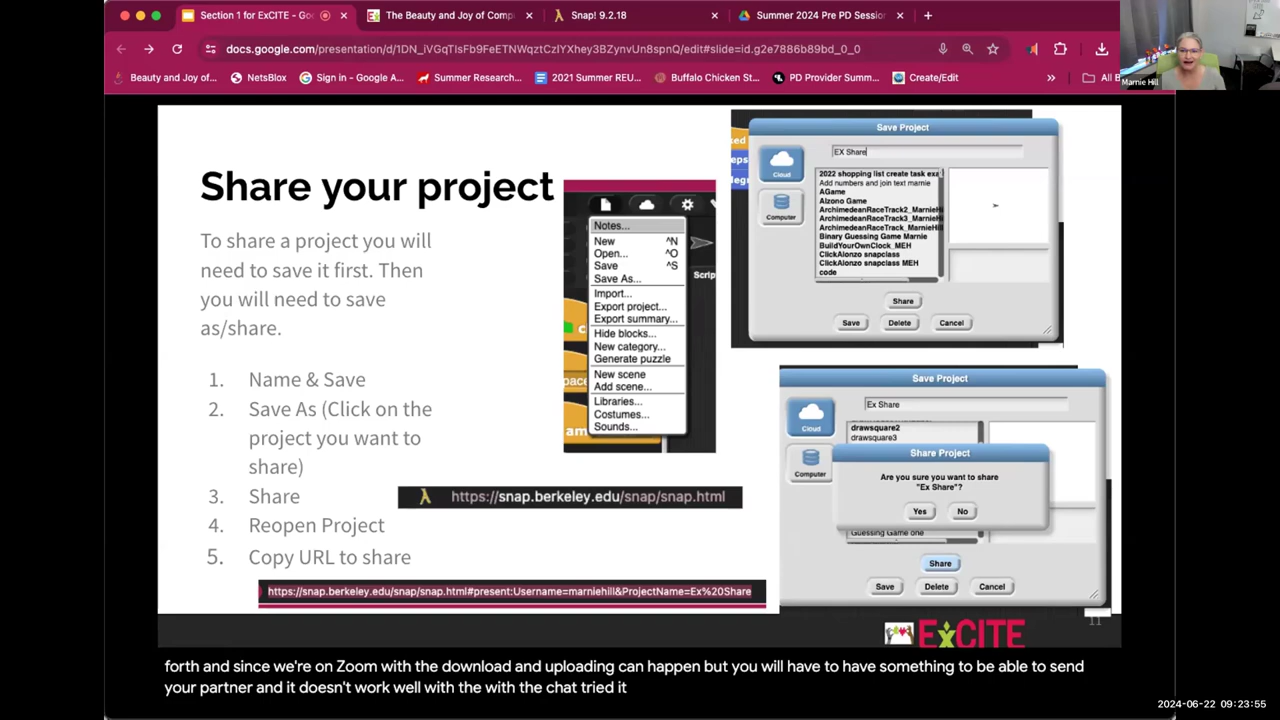 Section 1 for ExCITE - Goo
The Beauty and Joy of Comp
Snap! 9.2.18
Summer 2024 Pre PD Sessio
docs.google.com/presentation/d/1DN_iVGqTIsFb9FeETNWqztCzIYXhey3BZynvUn8spnQ/edit#slide=id.g2e7886b89bd_0_0
Beauty and Joy of...
NetsBlox
Sign in - Google A...
Summer Research...
2021 Summer REU...
Buffalo Chicken St...
PD Provider Summ...
Create/Edit
»
All B
Marnie Hill
Share your project
To share a project you will
need to save it first. Then
you will need to save
as/share.
1. Name & Save
2. Save As (Click on the
project you want to
share)
3. Share
4. Reopen Project
5. Copy URL to share
Notes...
New ^N
Open... ^O
Save ^S
Save As...
Import...
Export project...
Export summary...
Hide blocks...
New category...
Generate puzzle
New scene
Add scene...
Libraries...
Costumes...
Sounds...
Scrip
https://snap.berkeley.edu/snap/snap.html
https://snap.berkeley.edu/snap/snap.html#present:Username=marniehill&ProjectName=Ex%20Share
Save Project
EX Share
Cloud
Computer
2022 shopping list create task exa
Add numbers and join text marnie
AGame
Alzono Game
ArchimedeanRaceTrack2_MarnieHi
ArchimedeanRaceTrack3_MarnieHi
ArchimedeanRaceTrack_MarnieHill
Binary Guessing Game Marnie
BuildYourOwnClock_MEH
ClickAlonzo snapclass
ClickAlonzo snapclass MEH
code
Share
Save Delete Cancel
Save Project
Ex Share
Cloud
Computer
drawsquare2
drawsquare3
Share Project
Are you sure you want to share
"Ex Share"?
Yes No
Guessing Game one
Share
Save Delete Cancel
11
ExCITE
forth and since we're on Zoom with the download and uploading can happen but you will have to have something to be able to send
your partner and it doesn't work well with the with the chat tried it
2024-06-22 09:23:55